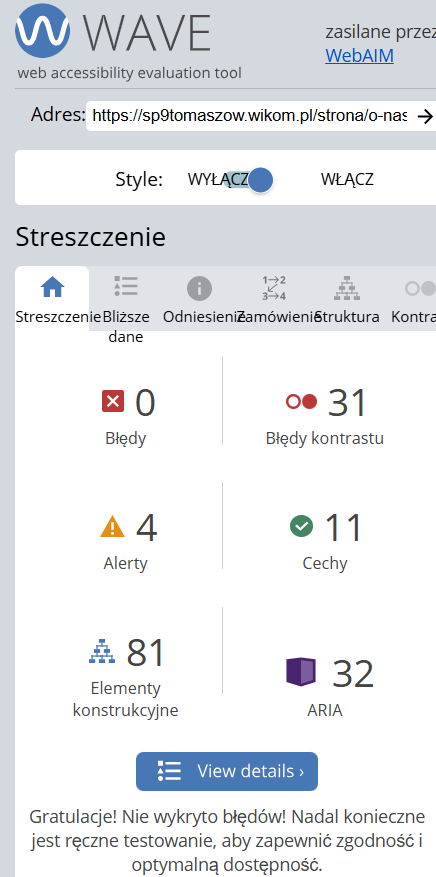 WAVE
web accessibility evaluation tool
zasilane przez
WebAIM
Adres: https://sp9tomaszow.wikom.pl/strona/o-nas
Style: WYŁĄCZ WŁĄCZ
Streszczenie
Streszczenie
Bliższe
dane
Odniesienie
Zamówienie
Struktura
Kontra
0
Błędy
31
Błędy kontrastu
4
Alerty
11
Cechy
81
Elementy
konstrukcyjne
32
ARIA
View details ›
Gratulacje! Nie wykryto błędów! Nadal konieczne
jest ręczne testowanie, aby zapewnić zgodność i
optymalną dostępność.